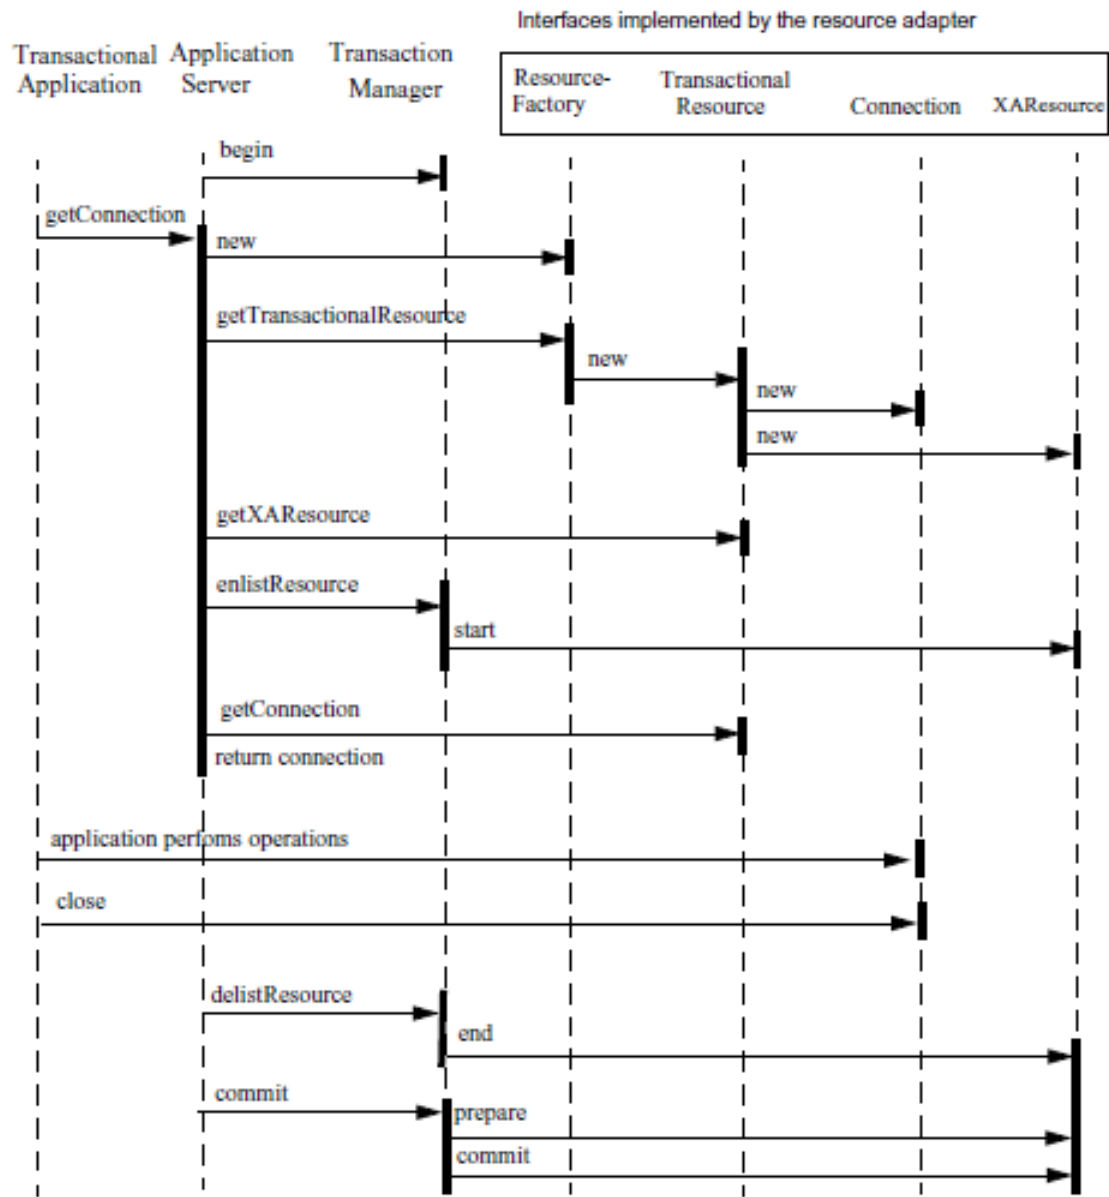 Interfaces implemented by the resource adapter
Transactional
Application
Application
Server
Transaction
Manager
Resource-
Factory
Transactional
Resource
Connection
XAResource
begin
getConnection
new
getTransactionalResource
new
new
new
getXAResource
enlistResource
start
getConnection
return connection
application perfoms operations
close
delistResource
end
commit
prepare
commit